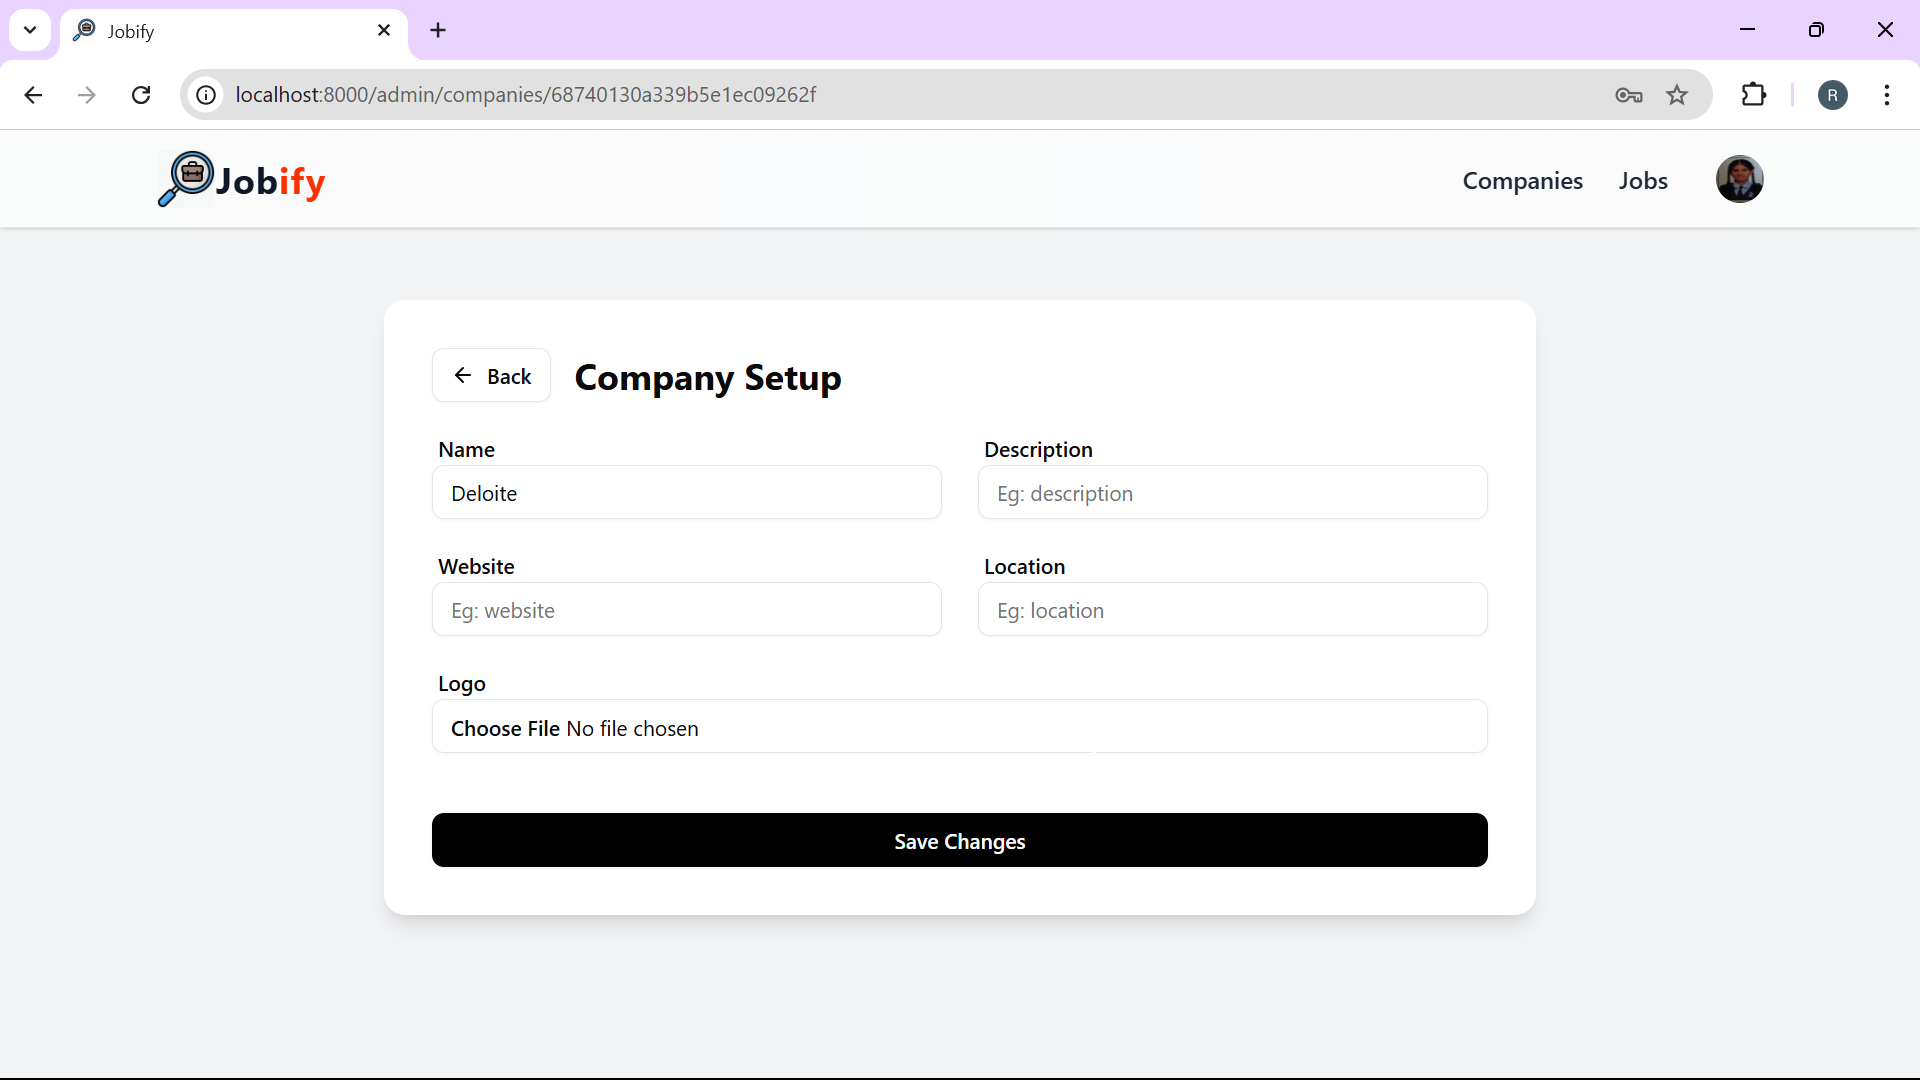 Jobify
localhost:8000/admin/companies/68740130a339b5e1ec09262f
R
Jobify
Companies
Jobs
Back
Company Setup
Name
Description
Deloite
Eg: description
Website
Location
Eg: website
Eg: location
Logo
Choose File No file chosen
Save Changes